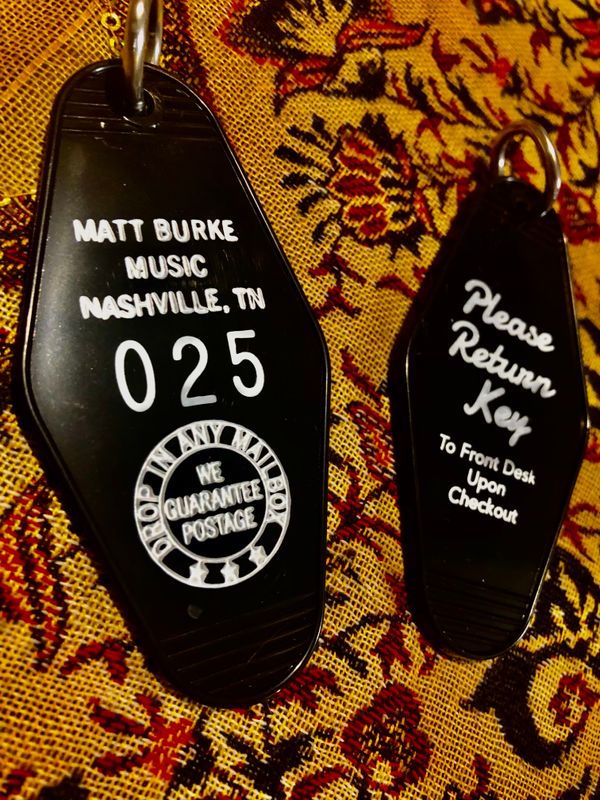 MATT BURKE
MUSIC
NASHVILLE, TN
025
DROP IN ANY MAILBOX
WE
GUARANTEE
POSTAGE
Please
Return
Key
To Front Desk
Upon
Checkout